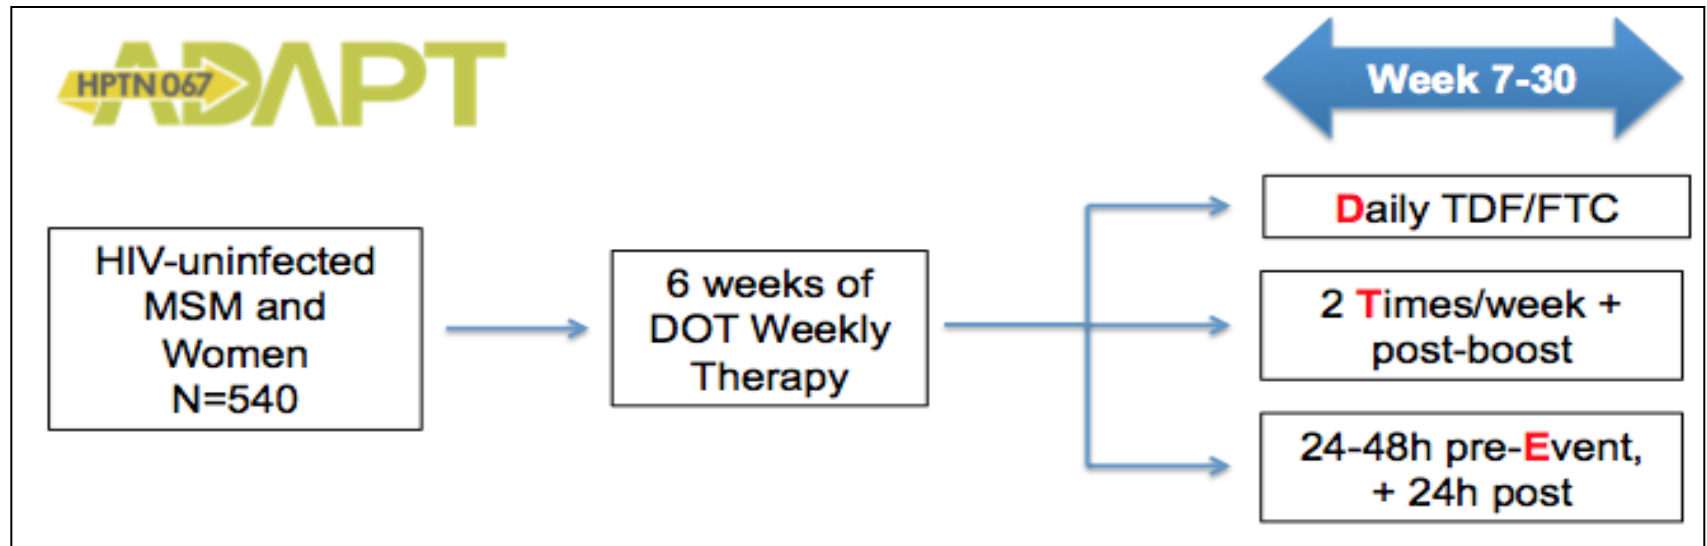 HPTN 067
ADAPT
Week 7-30
HIV-uninfected
MSM and
Women
N=540
6 weeks of
DOT Weekly
Therapy
Daily TDF/FTC
2 Times/week +
post-boost
24-48h pre-Event,
+ 24h post